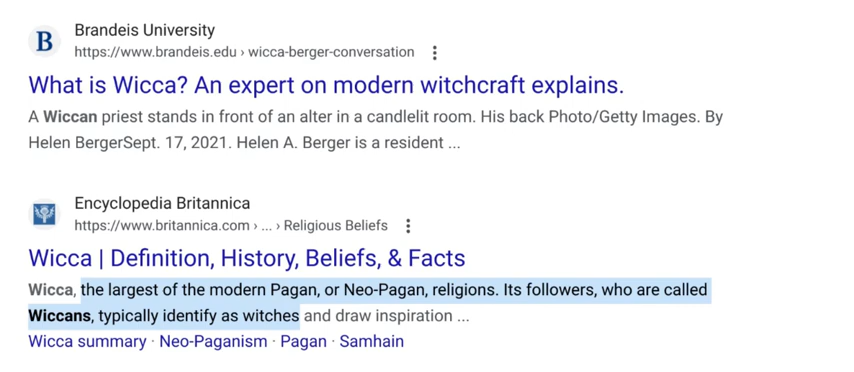 Brandeis University
https://www.brandeis.edu › wicca-berger-conversation
What is Wicca? An expert on modern witchcraft explains.
A Wiccan priest stands in front of an alter in a candlelit room. His back Photo/Getty Images. By
Helen BergerSept. 17, 2021. Helen A. Berger is a resident ...
Encyclopedia Britannica
https://www.britannica.com › ... › Religious Beliefs
Wicca | Definition, History, Beliefs, & Facts
Wicca, the largest of the modern Pagan, or Neo-Pagan, religions. Its followers, who are called
Wiccans, typically identify as witches and draw inspiration ...
Wicca summary · Neo-Paganism · Pagan · Samhain